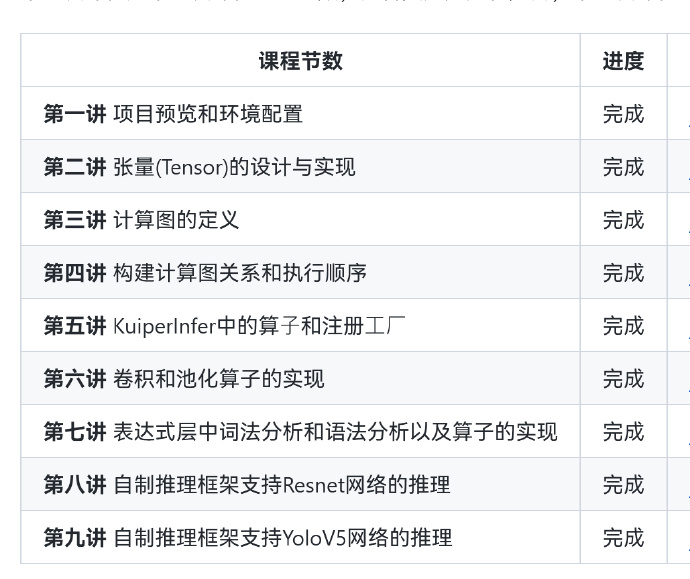 课程节数 进度
第一讲 项目预览和环境配置 完成
第二讲 张量(Tensor)的设计与实现 完成
第三讲 计算图的定义 完成
第四讲 构建计算图关系和执行顺序 完成
第五讲 KuiperInfer中的算子和注册工厂 完成
第六讲 卷积和池化算子的实现 完成
第七讲 表达式层中词法分析和语法分析以及算子的实现 完成
第八讲 自制推理框架支持Resnet网络的推理 完成
第九讲 自制推理框架支持YoloV5网络的推理 完成